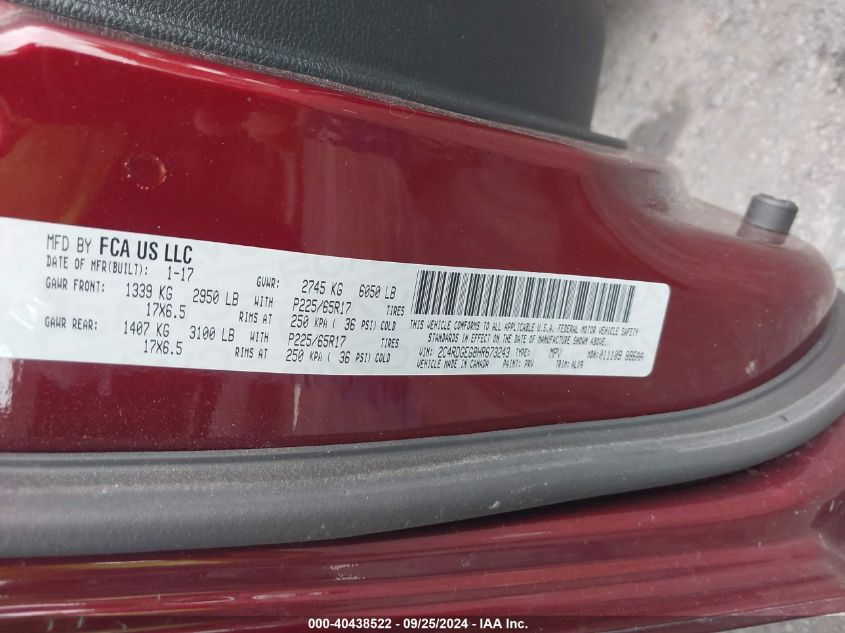 MFD BY FCA US LLC
DATE OF MFR(BUILT): 1-17 GVWR: 2745 KG 6050 LB
GAWR FRONT: 1339 KG 2950 LB WITH P225/65R17 TIRES
17X6.5 RIMS AT 250 KPA ( 36 PSI) COLD
GAWR REAR: 1407 KG 3100 LB WITH P225/65R17 TIRES
17X6.5 RIMS AT 250 KPA ( 36 PSI) COLD
THIS VEHICLE CONFORMS TO ALL APPLICABLE U.S.A. FEDERAL MOTOR VEHICLE SAFETY
STANDARDS IN EFFECT ON THE DATE OF MANUFACTURE SHOWN ABOVE.
VIN: 2C4RDGEG8HR673243 TYPE: MPV MDH: 011109
VEHICLE MADE IN CANADA PAINT: PRV TRIM: ALX9
000-40438522 - 09/25/2024 - IAA Inc.